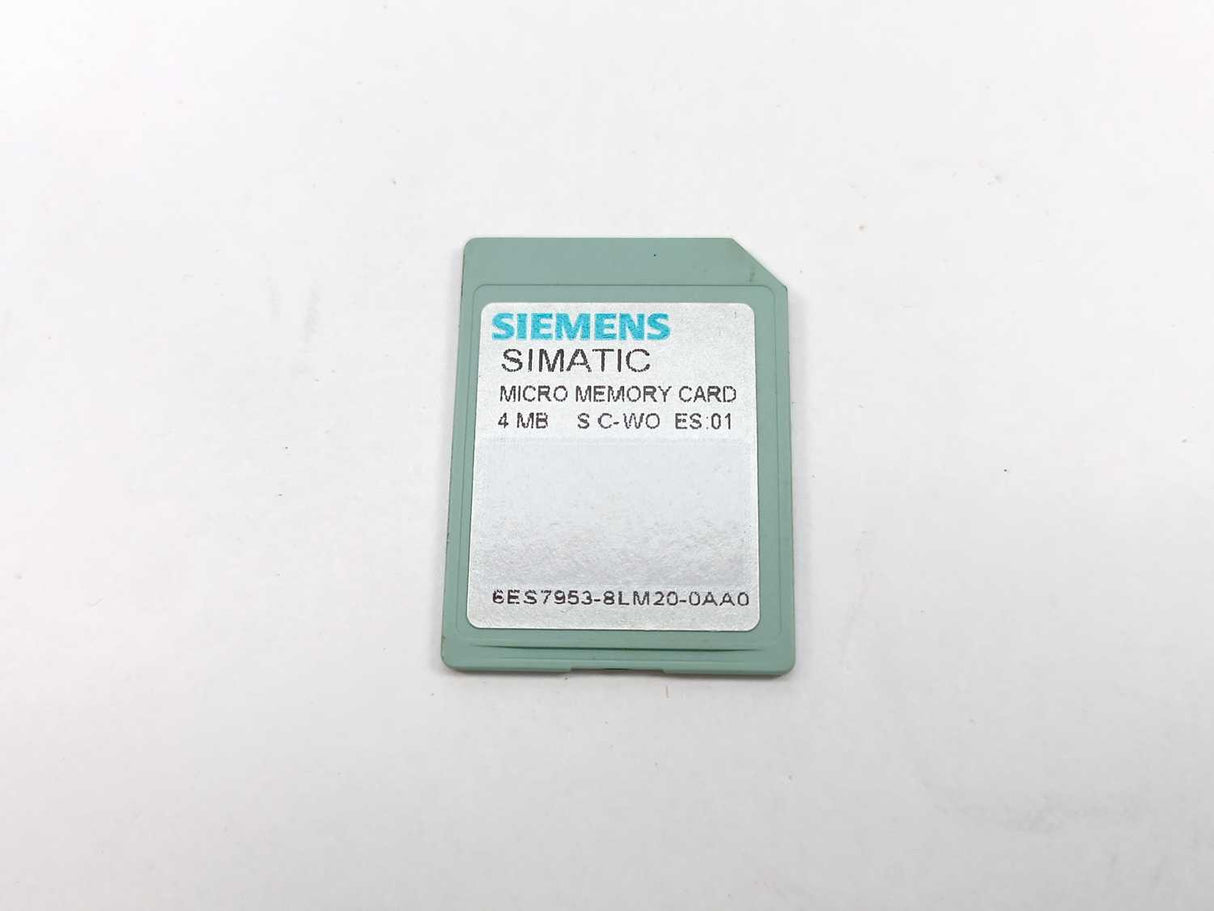 SIEMENS
SIMATIC
MICRO MEMORY CARD
4 MB S C-WO ES:01
6ES7953-8LM20-0AA0